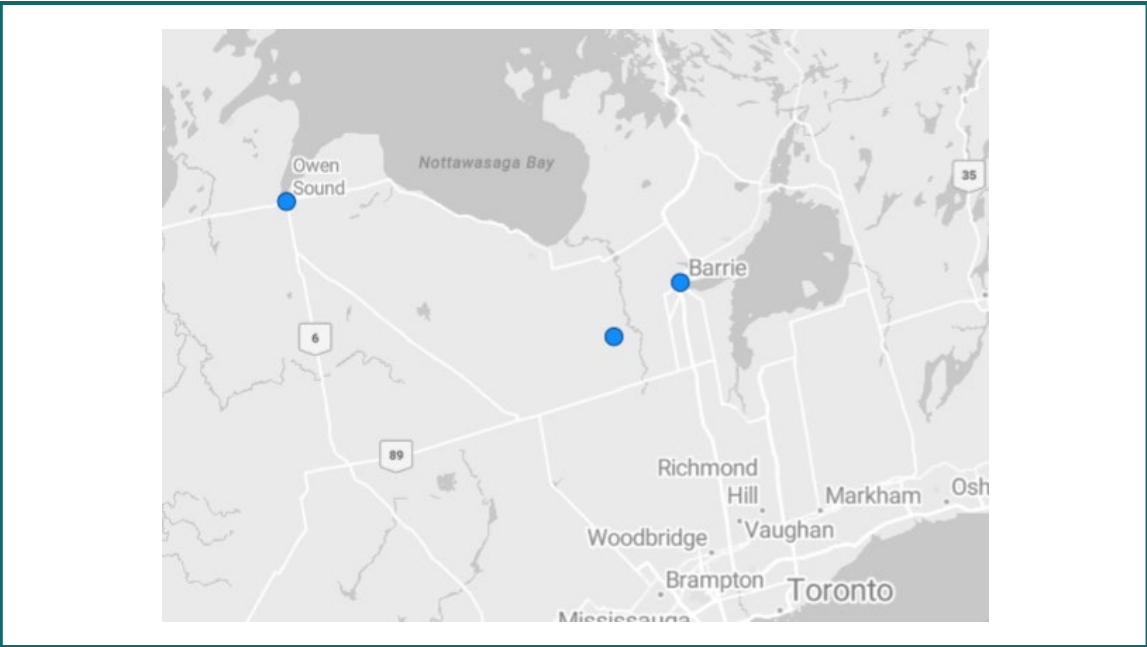 Owen
Sound
Nottawasaga Bay
35
Barrie
6
89
Richmond
Hill
Markham
Osh
Vaughan
Woodbridge
Brampton
Toronto
Mississauga